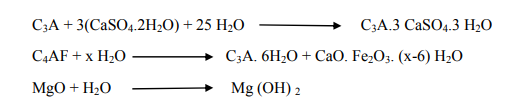 C₃A + 3(CaSO₄.2H₂O) + 25 H₂O ⟶ C₃A.3 CaSO₄.3 H₂O
C₄AF + x H₂O ⟶ C₃A. 6H₂O + CaO. Fe₂O₃. (x-6) H₂O
MgO + H₂O ⟶ Mg (OH) ₂